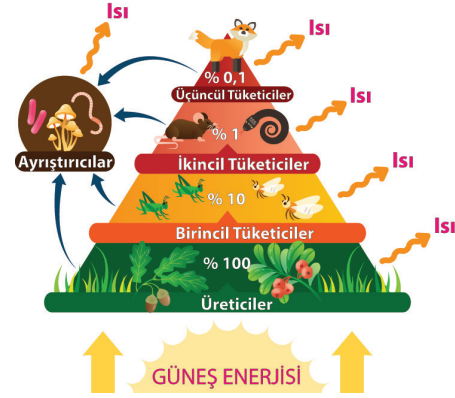 Isı
Isı
% 0,1
Üçüncül Tüketiciler
Isı
% 1
Ayrıştırıcılar
İkincil Tüketiciler
Isı
% 10
Birincil Tüketiciler
Isı
% 100
Üreticiler
GÜNEŞ ENERJİSİ